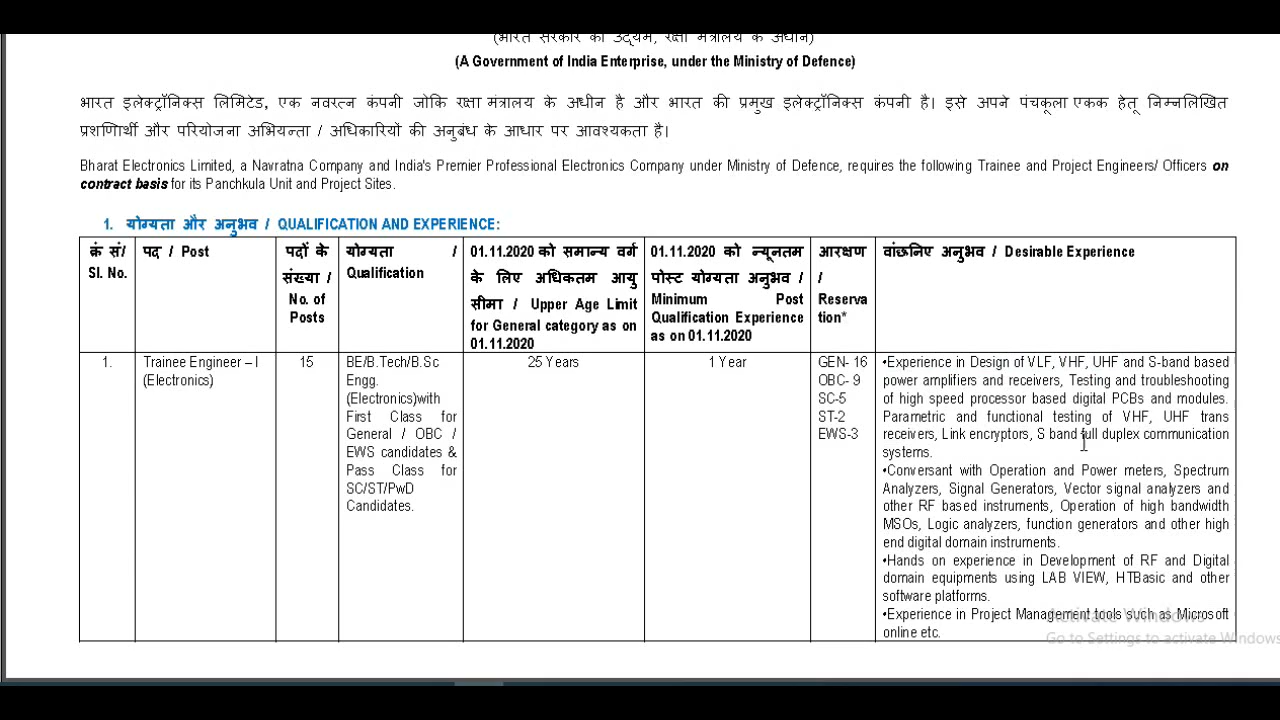 (भारत सरकार का उद्यम, रक्षा मंत्रालय के अधीन)
(A Government of India Enterprise, under the Ministry of Defence)
भारत इलेक्ट्रॉनिक्स लिमिटेड, एक नवरत्न कंपनी जोकि रक्षा मंत्रालय के अधीन है और भारत की प्रमुख इलेक्ट्रॉनिक्स कंपनी है। इसे अपने पंचकूला एकक हेतू निम्नलिखित
प्रशणिार्थी और परियोजना अभियन्ता / अधिकारियों की अनुबंध के आधार पर आवश्यकता है।
Bharat Electronics Limited, a Navratna Company and India's Premier Professional Electronics Company under Ministry of Defence, requires the following Trainee and Project Engineers/ Officers on
contract basis for its Panchkula Unit and Project Sites.
1. योग्यता और अनुभव / QUALIFICATION AND EXPERIENCE:
क्रं सं/
Sl. No.
पद / Post
पदों के
संख्या /
No. of
Posts
योग्यता /
Qualification
01.11.2020 को समान्य वर्ग
के लिए अधिकतम आयु
सीमा / Upper Age Limit
for General category as on
01.11.2020
01.11.2020 को न्यूनतम
पोस्ट योग्यता अनुभव /
Minimum Post
Qualification Experience
as on 01.11.2020
आरक्षण
/
Reserva
tion*
वांछनिए अनुभव / Desirable Experience
1.
Trainee Engineer – I
(Electronics)
15
BE/B.Tech/B.Sc
Engg.
(Electronics)with
First Class for
General / OBC /
EWS candidates &
Pass Class for
SC/ST/PwD
Candidates.
25 Years
1 Year
GEN- 16
OBC- 9
SC-5
ST-2
EWS-3
•Experience in Design of VLF, VHF, UHF and S-band based
power amplifiers and receivers, Testing and troubleshooting
of high speed processor based digital PCBs and modules.
Parametric and functional testing of VHF, UHF trans
receivers, Link encryptors, S band full duplex communication
systems.
•Conversant with Operation and Power meters, Spectrum
Analyzers, Signal Generators, Vector signal analyzers and
other RF based instruments, Operation of high bandwidth
MSOs, Logic analyzers, function generators and other high
end digital domain instruments.
•Hands on experience in Development of RF and Digital
domain equipments using LAB VIEW, HTBasic and other
software platforms.
•Experience in Project Management tools such as Microsoft
online etc.
Activate Windows
Go to Settings to activate Windows